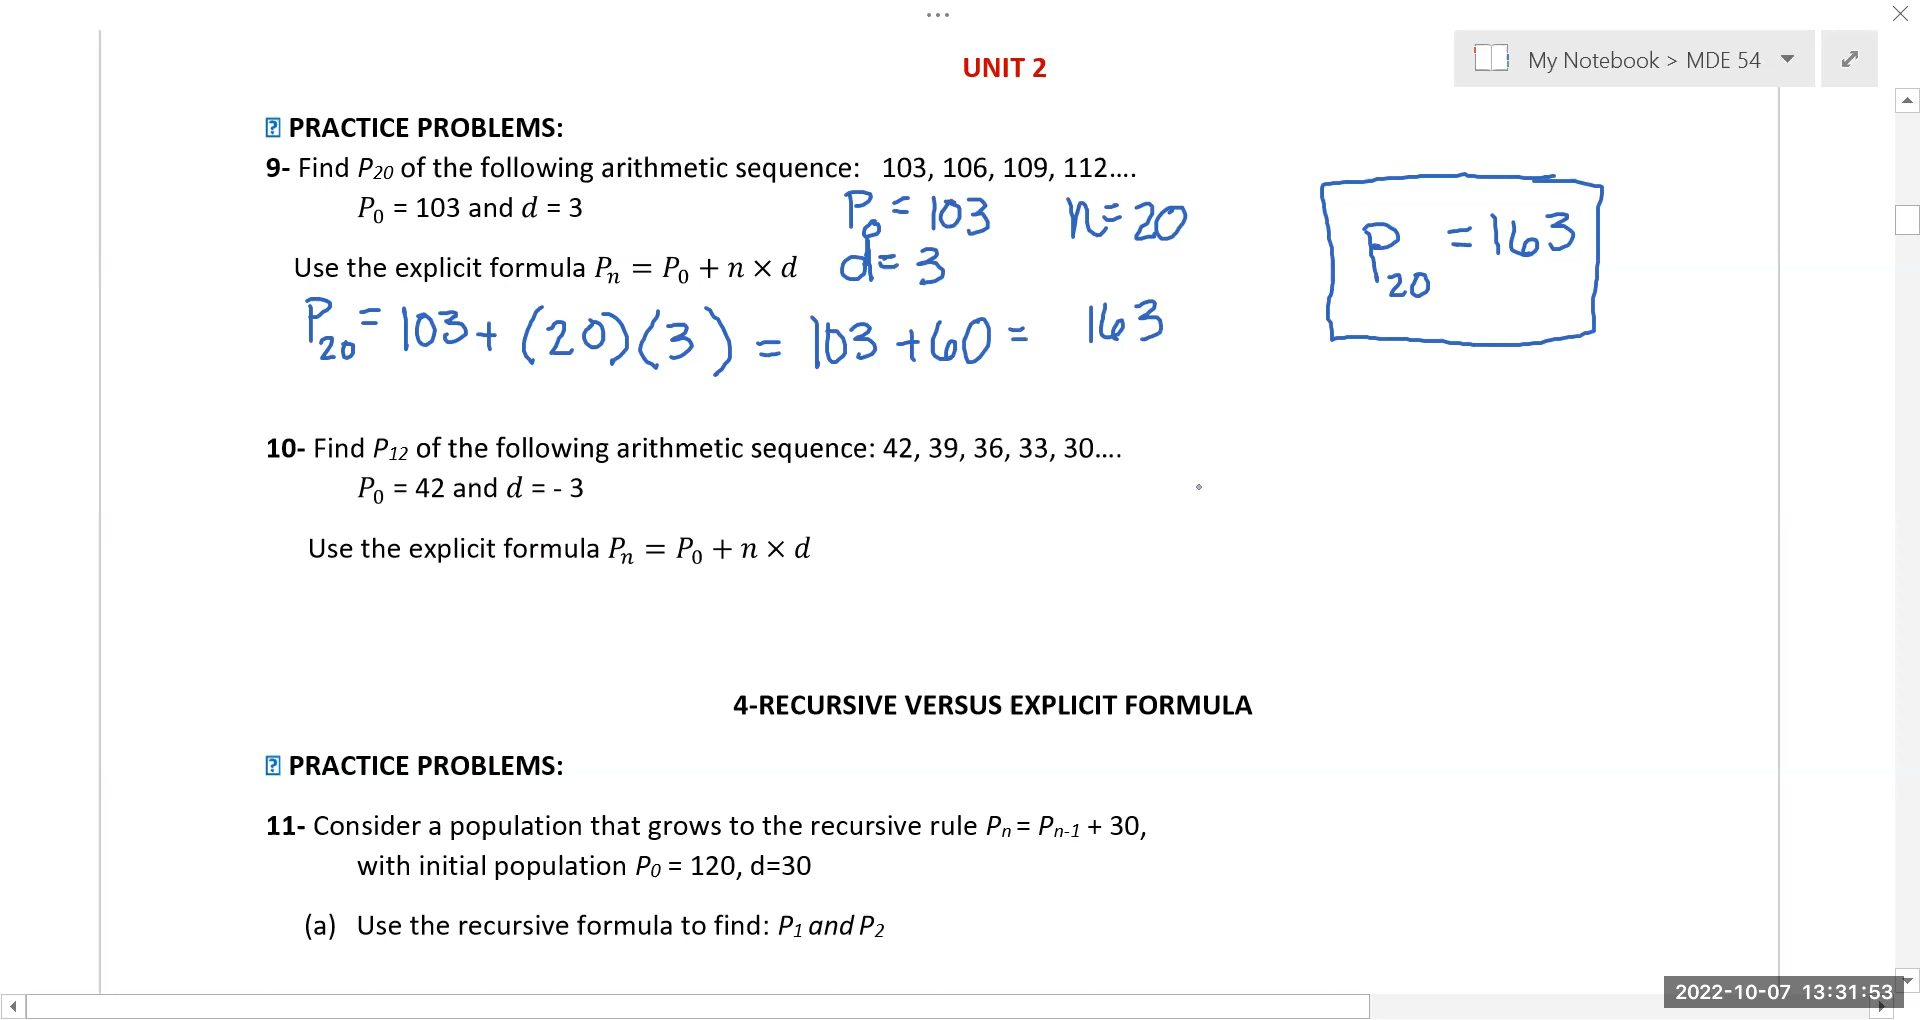 UNIT 2
My Notebook > MDE 54
PRACTICE PROBLEMS:
9- Find P20 of the following arithmetic sequence: 103, 106, 109, 112....
P0 = 103 and d = 3
P0 = 103 n = 20
d = 3
P20 = 163
Use the explicit formula Pn = P0 + n × d
P20 = 103 + (20)(3) = 103 + 60 = 163
10- Find P12 of the following arithmetic sequence: 42, 39, 36, 33, 30....
P0 = 42 and d = - 3
Use the explicit formula Pn = P0 + n × d
4-RECURSIVE VERSUS EXPLICIT FORMULA
PRACTICE PROBLEMS:
11- Consider a population that grows to the recursive rule Pn = Pn-1 + 30,
with initial population P0 = 120, d=30
(a) Use the recursive formula to find: P1 and P2
2022-10-07 13:31:53